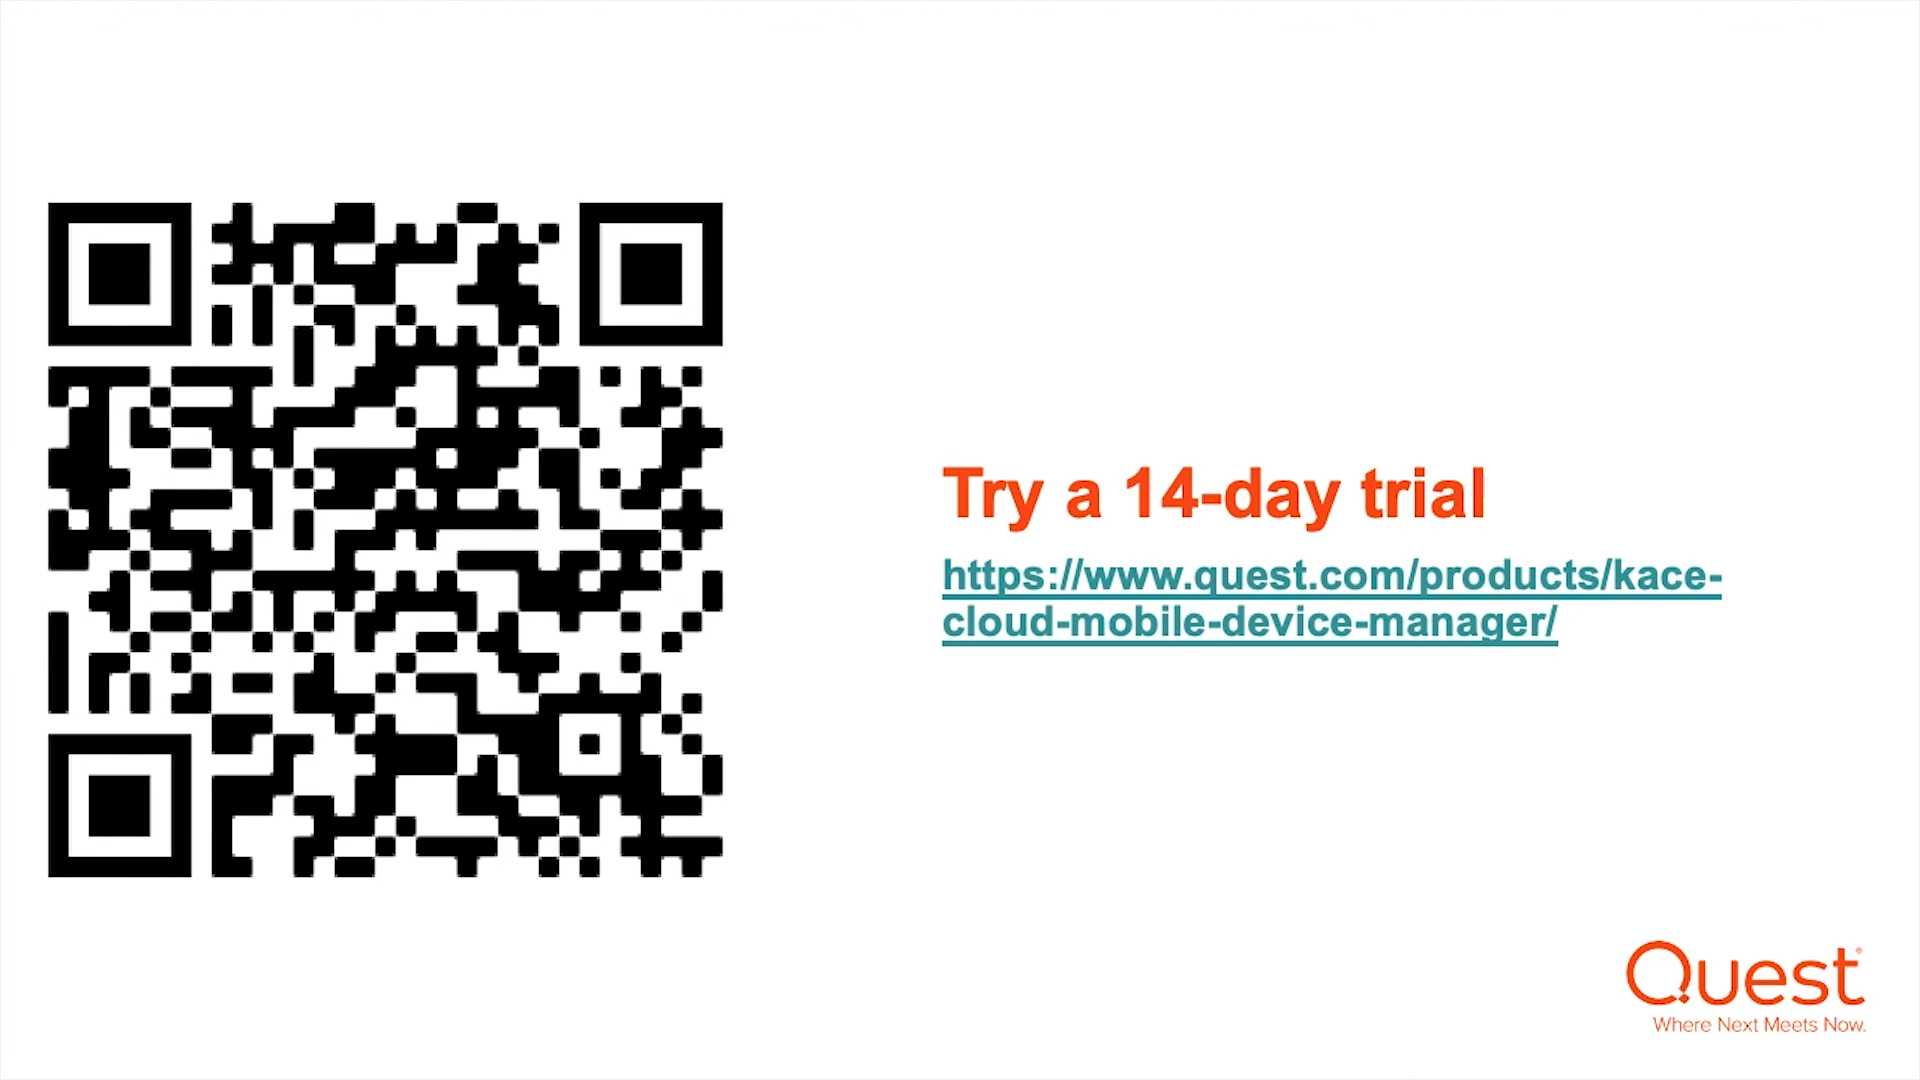 Try a 14-day trial
https://www.quest.com/products/kace-
cloud-mobile-device-manager/
Quest®
Where Next Meets Now.